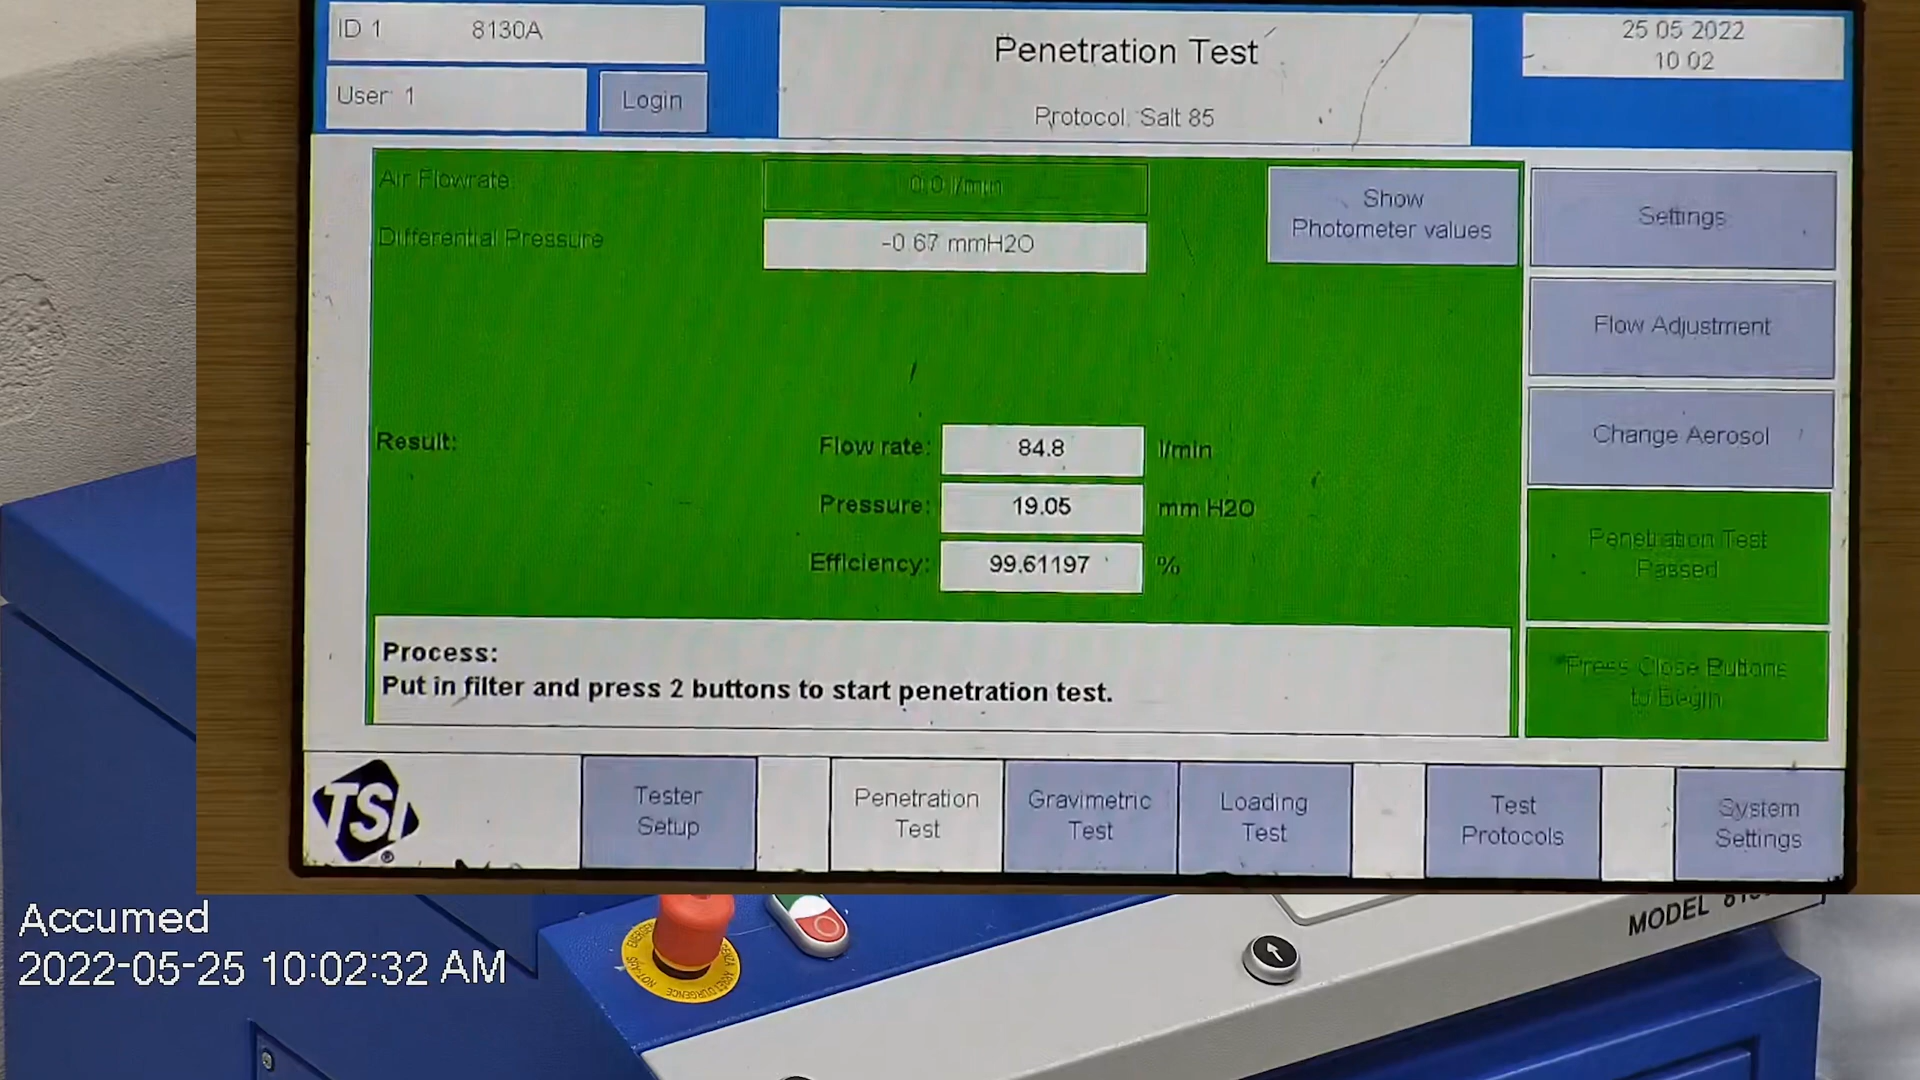 ID 1 8130A
User: 1
Login
Penetration Test
Protocol: Salt 85
25 05 2022
10 02
Air Flowrate
0.0 l/min
Differential Pressure
-0 67 mmH2O
Show
Photometer values
Settings
Flow Adjustment
Change Aerosol
Result:
Flow rate: 84.8 l/min
Pressure: 19.05 mm H2O
Efficiency: 99.61197 %
Penetration Test
Passed
Press Close Buttons
to Begin
Process:
Put in filter and press 2 buttons to start penetration test.
TSI
®
Tester
Setup
Penetration
Test
Gravimetric
Test
Loading
Test
Test
Protocols
System
Settings
Accumed
2022-05-25 10:02:32 AM
MODEL